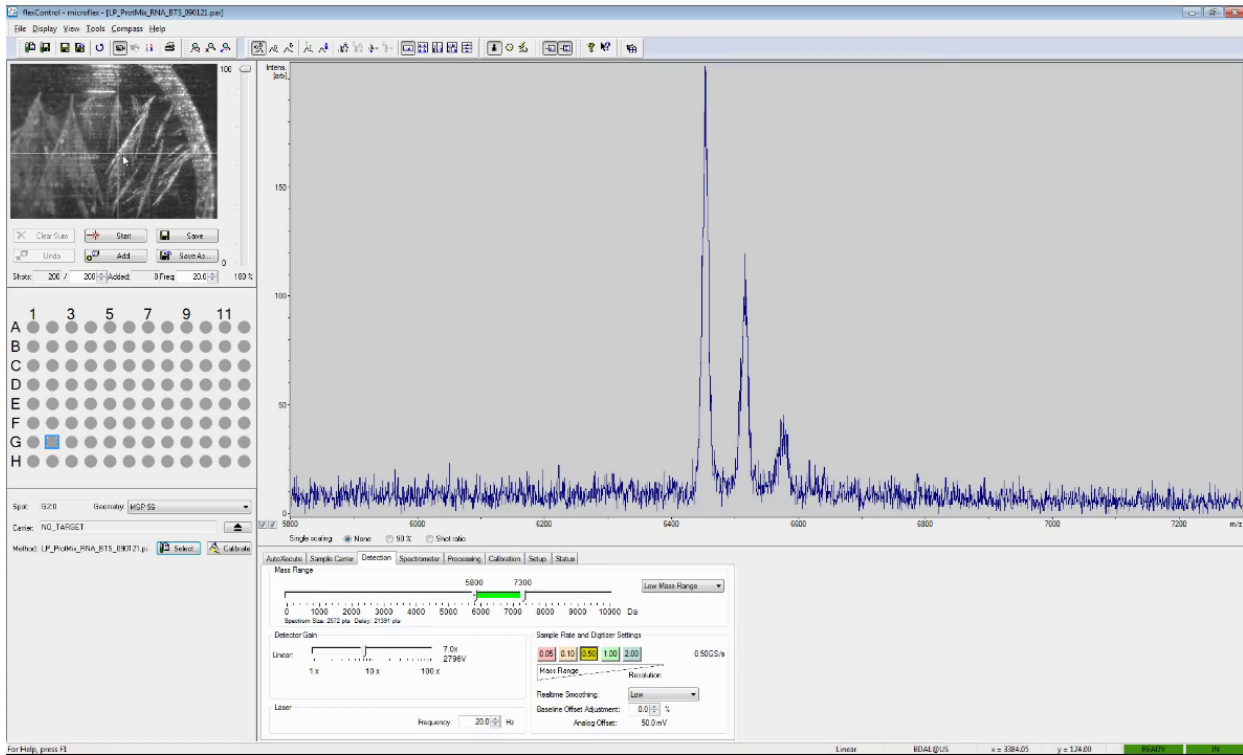 flexControl - microflex - [LP_ProtMix_RNA_BTS_090121.par]
File Display View Tools Compass Help
100
0
Clear Sum Start Save
Undo Add Save As...
Shots: 200 / 200 Added: 0 Freq: 20.0 100 %
1 3 5 7 9 11
A
B
C
D
E
F
G
H
Spot: G2:0 Geometry: MSP 96
Carrier: NO_TARGET
Method: LP_ProtMix_RNA_BTS_090121.p Select... Calibrate
Intens.
[arb]
150
100
50
0
5800 6000 6200 6400 6600 6800 7000 7200 m/z
Single scaling: None 90 % Shot ratio
AutoXecute Sample Carrier Detection Spectrometer Processing Calibration Setup Status
Mass Range
5800 7300
Low Mass Range
0 1000 2000 3000 4000 5000 6000 7000 8000 9000 10000 Da
Spectrum Size: 2572 pts Delay: 21391 pts
Detector Gain
Linear: 7.0x
2796V
1 x 10 x 100 x
Laser
Frequency: 20.0 Hz
Sample Rate and Digitizer Settings
0.05 0.10 0.50 1.00 2.00 0.50GS/s
Mass Range
Resolution
Realtime Smoothing: Low
Baseline Offset Adjustment: 0.0 %
Analog Offset: 50.0 mV
For Help, press F1
Linear BDAL@US x = 3384.05 y = 124.00 READY IN